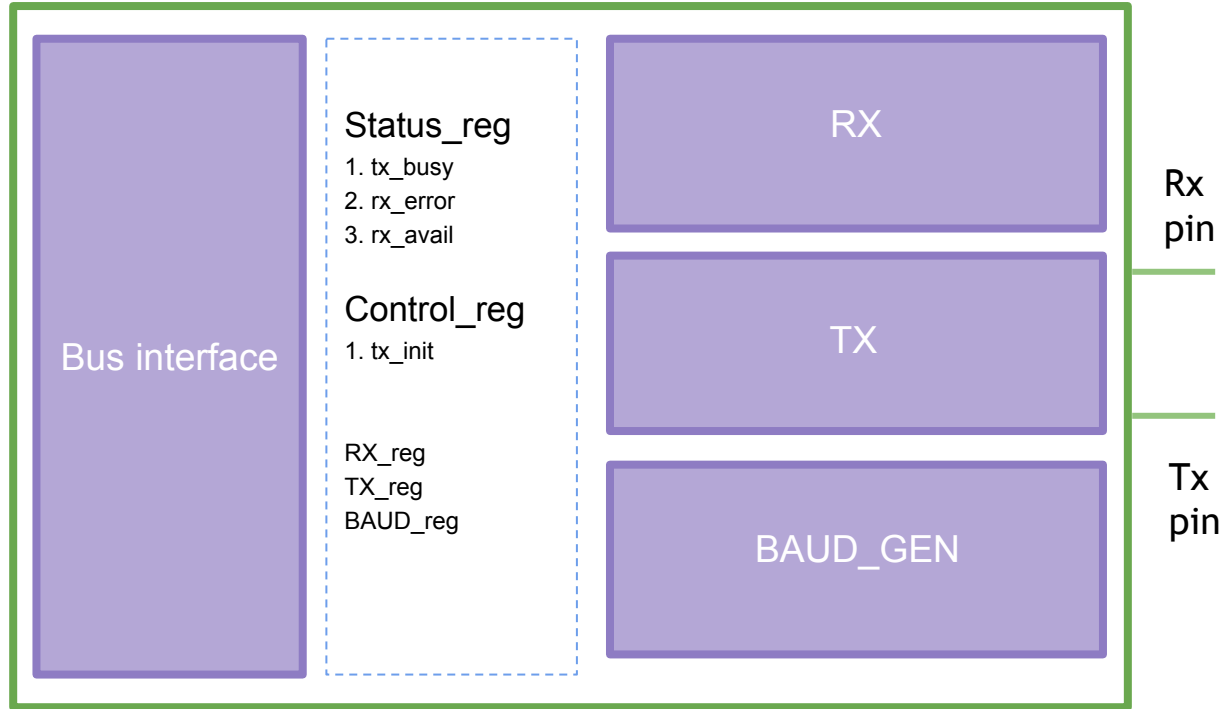 Bus interface
Status_reg
1. tx_busy
2. rx_error
3. rx_avail
Control_reg
1. tx_init
RX_reg
TX_reg
BAUD_reg
RX
TX
BAUD_GEN
Rx
pin
Tx
pin